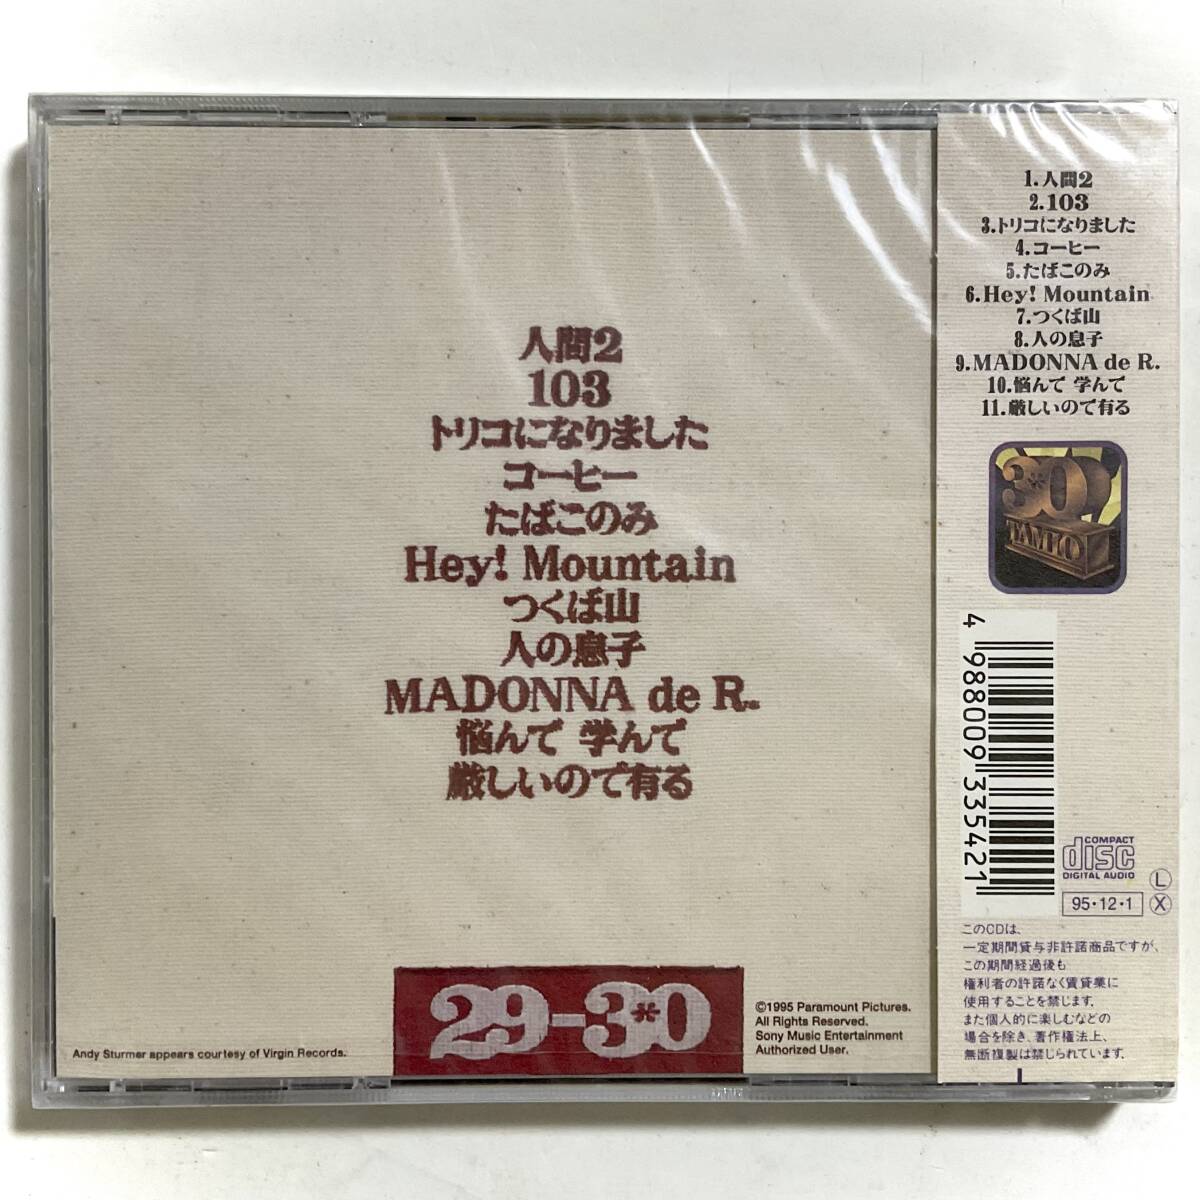 人間2
103
トリコになりました
コーヒー
たばこのみ
Hey! Mountain
つくば山
人の息子
MADONNA de R.
悩んで 学んで
厳しいので有る
29-3*0
Andy Sturmer appears courtesy of Virgin Records.
©1995 Paramount Pictures.
All Rights Reserved.
Sony Music Entertainment
Authorized User.
1.人間2
2.103
3.トリコになりました
4.コーヒー
5.たばこのみ
6.Hey! Mountain
7.つくば山
8.人の息子
9.MADONNA de R.
10.悩んで 学んで
11.厳しいので有る
3*0
TAMIO
4 988009 335421
COMPACT
disc
DIGITAL AUDIO
L
95・12・1
X
このCDは、
一定期間貸与非許諾商品ですが、
この期間経過後も
権利者の許諾なく賃貸業に
使用することを禁じます。
また個人的に楽しむなどの
場合を除き、著作権法上、
無断複製は禁じられています。